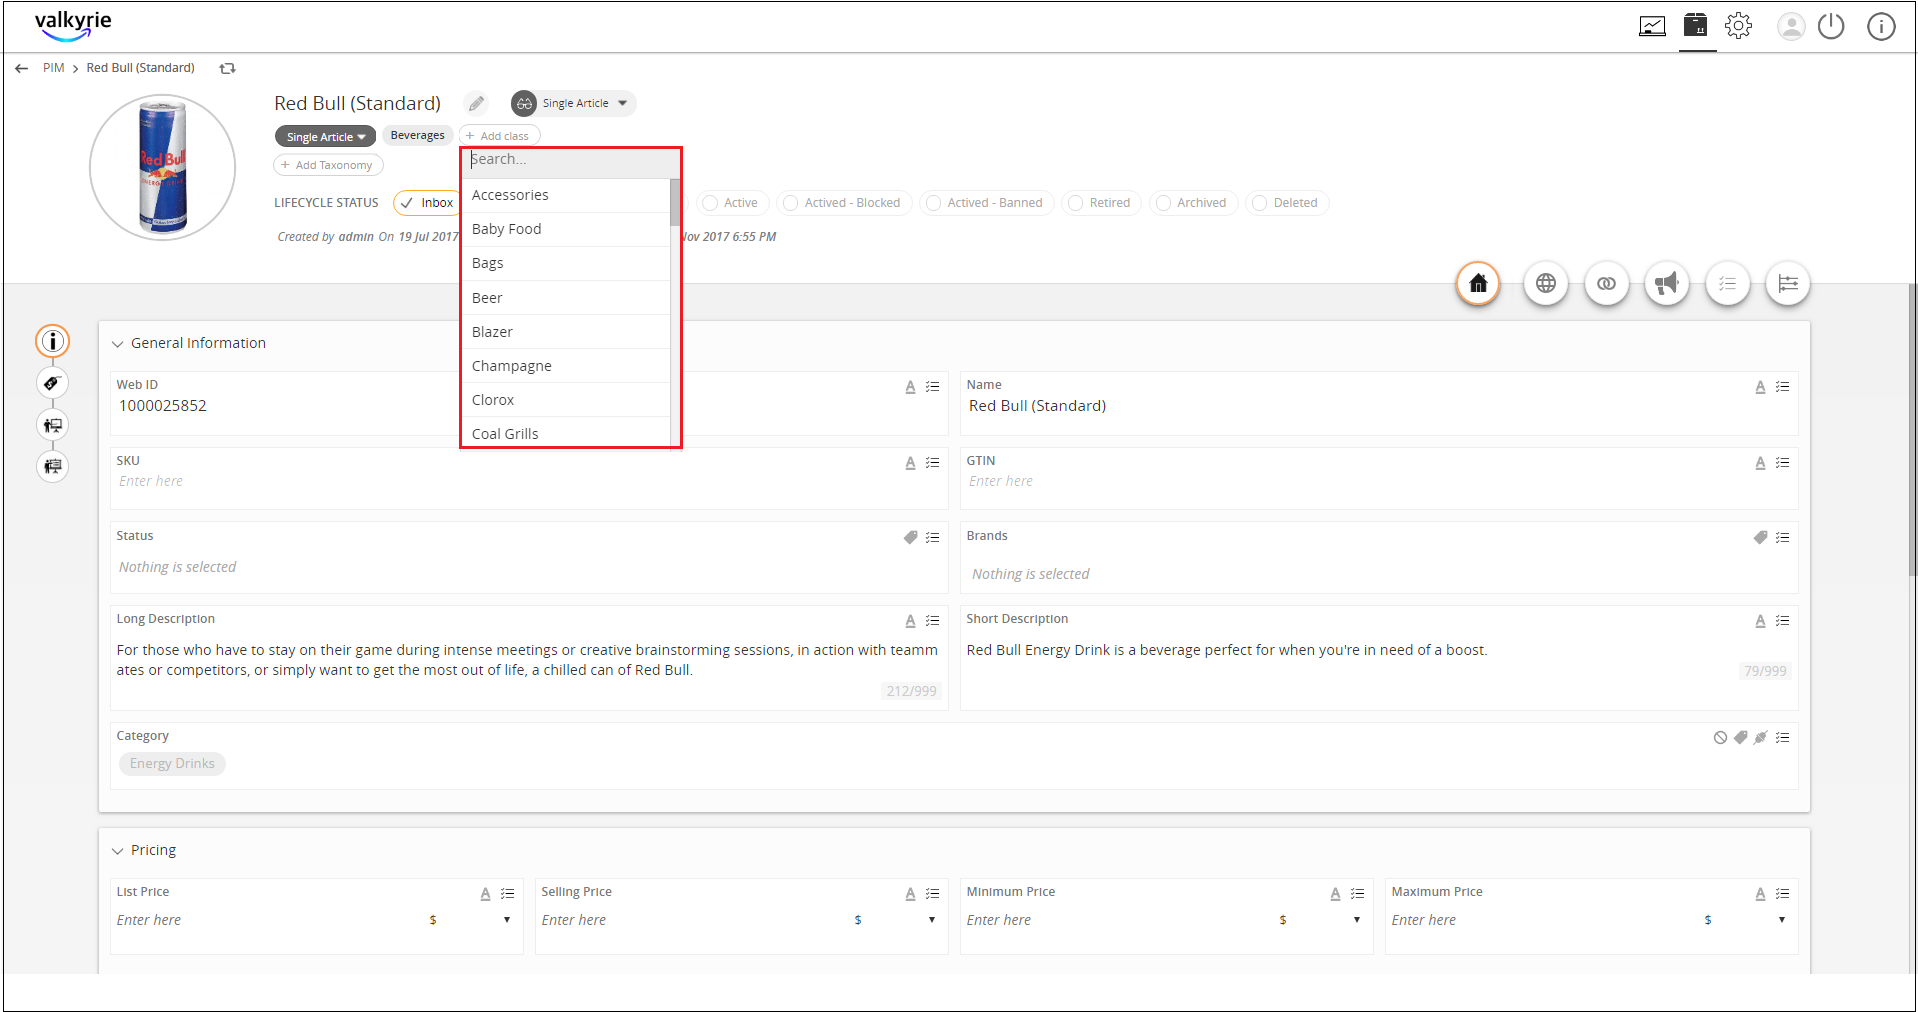 valkyrie
PIM > Red Bull (Standard)
Red Bull (Standard)
Single Article
Single Article
Beverages
+ Add class
+ Add Taxonomy
Search...
Accessories
Baby Food
Bags
Beer
Blazer
Champagne
Clorox
Coal Grills
LIFECYCLE STATUS
Inbox
Active
Actived - Blocked
Actived - Banned
Retired
Archived
Deleted
Created by admin On 19 Jul 2017
Nov 2017 6:55 PM
Red Bull
ENERGY DRINK
General Information
Web ID
1000025852
Name
Red Bull (Standard)
SKU
Enter here
GTIN
Enter here
Status
Nothing is selected
Brands
Nothing is selected
Long Description
For those who have to stay on their game during intense meetings or creative brainstorming sessions, in action with teamm
ates or competitors, or simply want to get the most out of life, a chilled can of Red Bull.
212/999
Short Description
Red Bull Energy Drink is a beverage perfect for when you're in need of a boost.
79/999
Category
Energy Drinks
Pricing
List Price
Enter here $
Selling Price
Enter here $
Minimum Price
Enter here $
Maximum Price
Enter here $